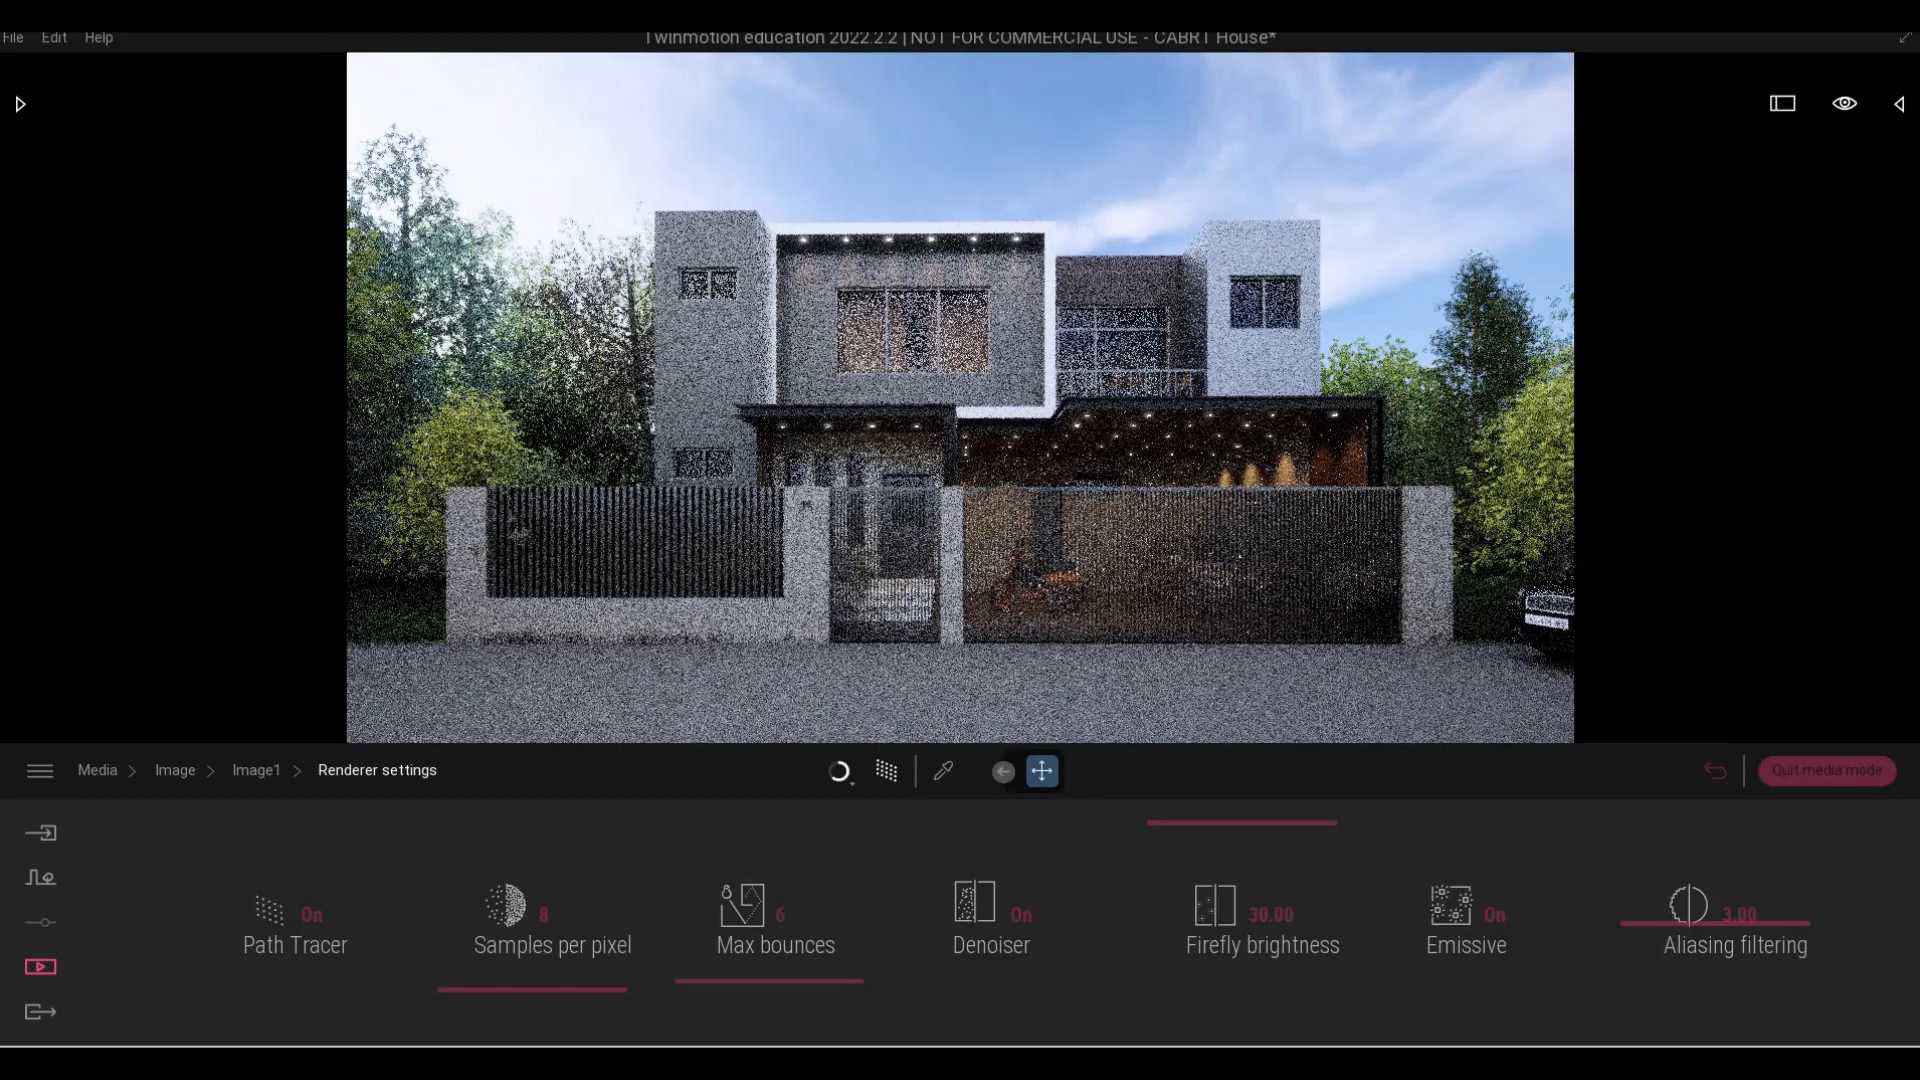 File Edit Help
Twinmotion education 2022.2.2 | NOT FOR COMMERCIAL USE - CABRT House*
Media Image Image1 Renderer settings
Quit media mode
On
8
6
On
30.00
On
3.00
Path Tracer
Samples per pixel
Max bounces
Denoiser
Firefly brightness
Emissive
Aliasing filtering